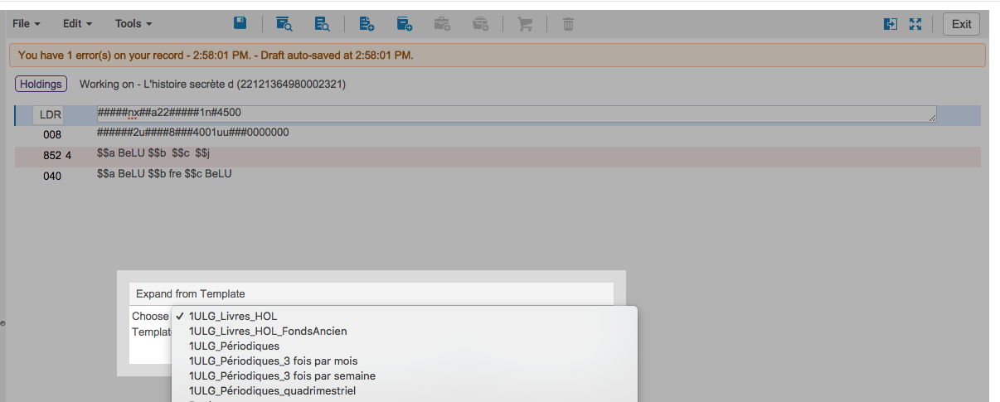 File Edit Tools Exit
You have 1 error(s) on your record - 2:58:01 PM. - Draft auto-saved at 2:58:01 PM.
Holdings Working on - L'histoire secrète d (22121364980002321)
LDR #####nx##a22#####1n#4500
008 ######2u####8###4001uu###0000000
852 4 $$a BeLU $$b $$c $$j
040 $$a BeLU $$b fre $$c BeLU
Expand from Template
Choose ✓ 1ULG_Livres_HOL
Templat 1ULG_Livres_HOL_FondsAncien
1ULG_Périodiques
1ULG_Périodiques_3 fois par mois
1ULG_Périodiques_3 fois par semaine
1ULG_Périodiques_quadrimestriel